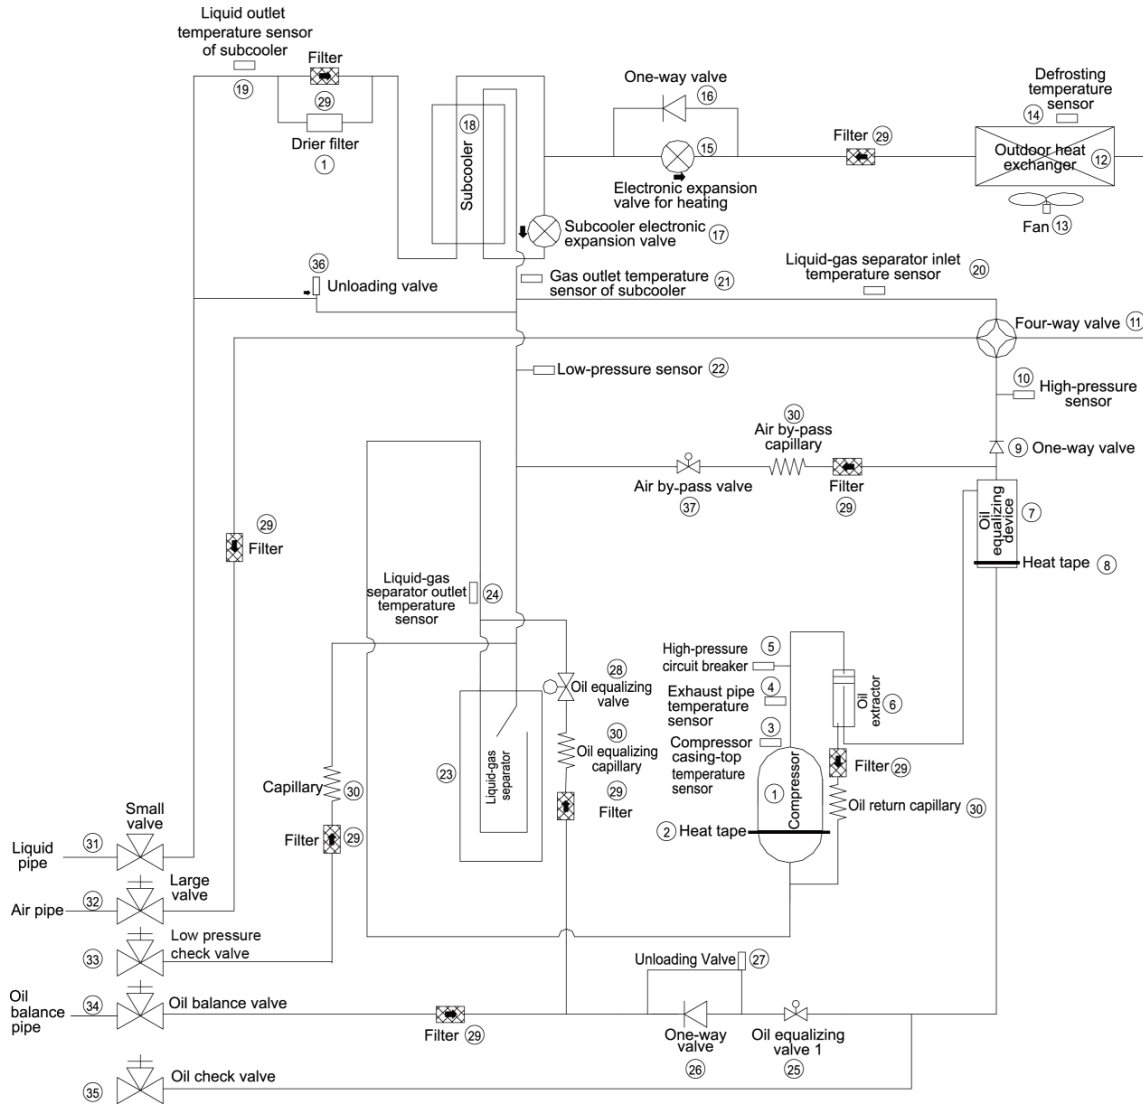 Liquid outlet
temperature sensor
of subcooler
19
Filter
29
Drier filter
1
Subcooler
18
One-way valve
16
15
Electronic expansion
valve for heating
Filter 29
Defrosting
temperature
sensor
14
Outdoor heat
exchanger
12
Fan 13
Subcooler electronic
expansion valve 17
36
Unloading valve
Gas outlet temperature
sensor of subcooler
21
Liquid-gas separator inlet
temperature sensor
20
Four-way valve 11
Low-pressure sensor 22
10
High-pressure
sensor
30
Air by-pass
capillary
9 One-way valve
Air by-pass valve
37
Filter
29
Oil
equalizing
device
7
Heat tape 8
29
Filter
Liquid-gas
separator outlet
temperature
sensor
24
High-pressure
circuit breaker
5
Exhaust pipe
temperature
sensor
4
Compressor
casing-top
temperature
sensor
3
Oil
extractor
6
28
Oil equalizing
valve
30
Oil equalizing
capillary
29
Filter
23
Liquid-gas
separator
1
Compressor
2 Heat tape
Filter 29
Oil return capillary 30
Capillary 30
Filter 29
Small
valve
31
Liquid
pipe
Large
valve
32
Air pipe
Low pressure
check valve
33
Oil
balance
pipe
34
Oil balance valve
Filter 29
Unloading Valve 27
One-way
valve
26
Oil equalizing
valve 1
25
Oil check valve
35